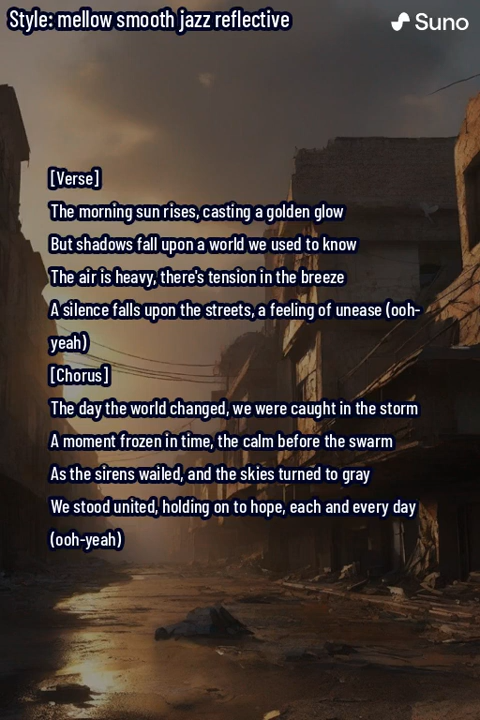 Style: mellow smooth jazz reflective
Suno
[Verse]
The morning sun rises, casting a golden glow
But shadows fall upon a world we used to know
The air is heavy, there's tension in the breeze
A silence falls upon the streets, a feeling of unease (ooh-
yeah)
[Chorus]
The day the world changed, we were caught in the storm
A moment frozen in time, the calm before the swarm
As the sirens wailed, and the skies turned to gray
We stood united, holding on to hope, each and every day
(ooh-yeah)